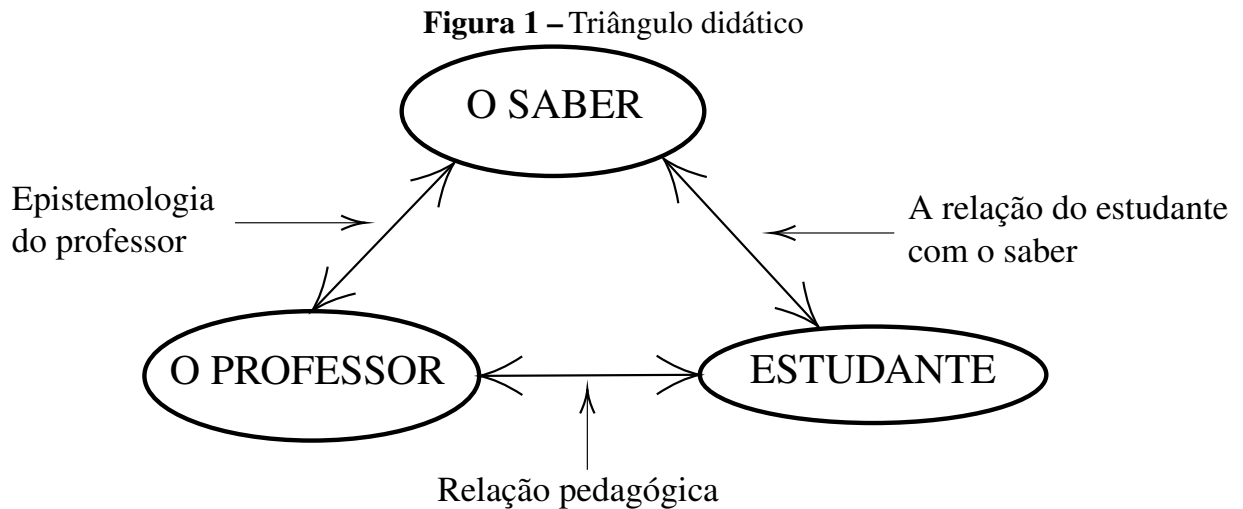 Figura 1 – Triângulo didático
O SABER
Epistemologia
do professor
A relação do estudante
com o saber
O PROFESSOR
ESTUDANTE
Relação pedagógica